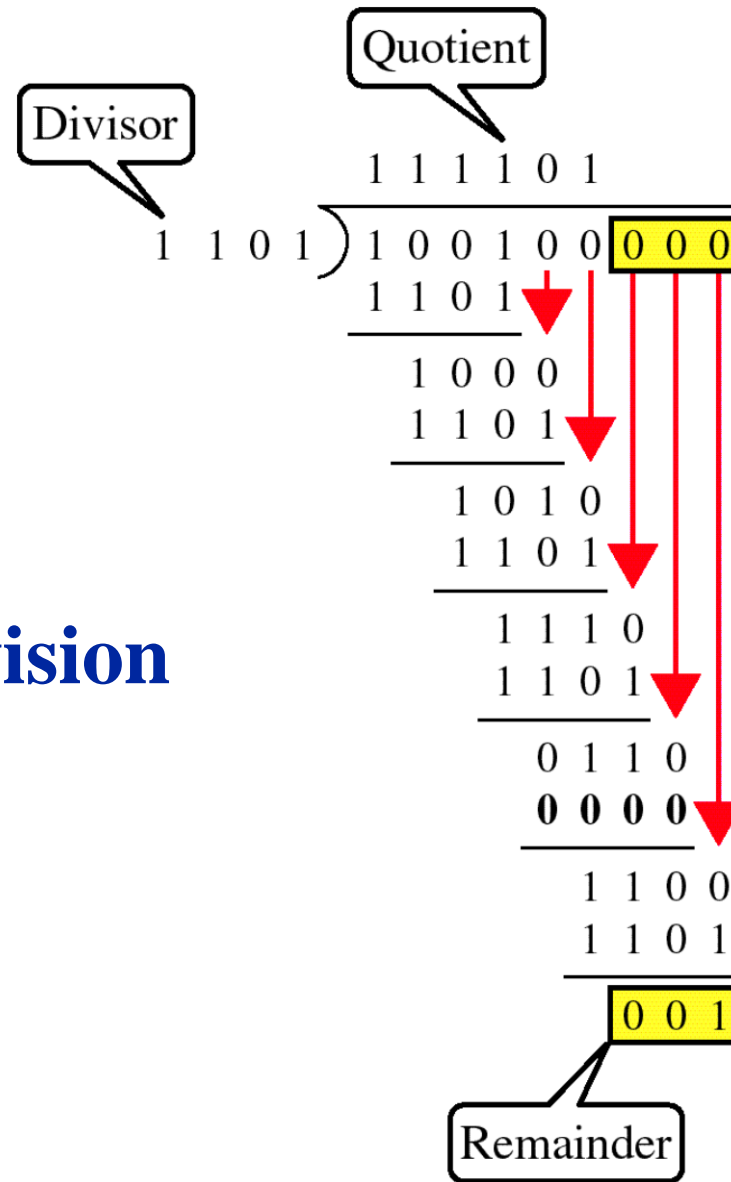 Quotient
Divisor
1 1 1 1 0 1
1 1 0 1 1 0 0 1 0 0 0 0 0
1 1 0 1
1 0 0 0
1 1 0 1
1 0 1 0
1 1 0 1
1 1 1 0
1 1 0 1
vision
0 1 1 0
0 0 0 0
1 1 0 0
1 1 0 1
0 0 1
Remainder